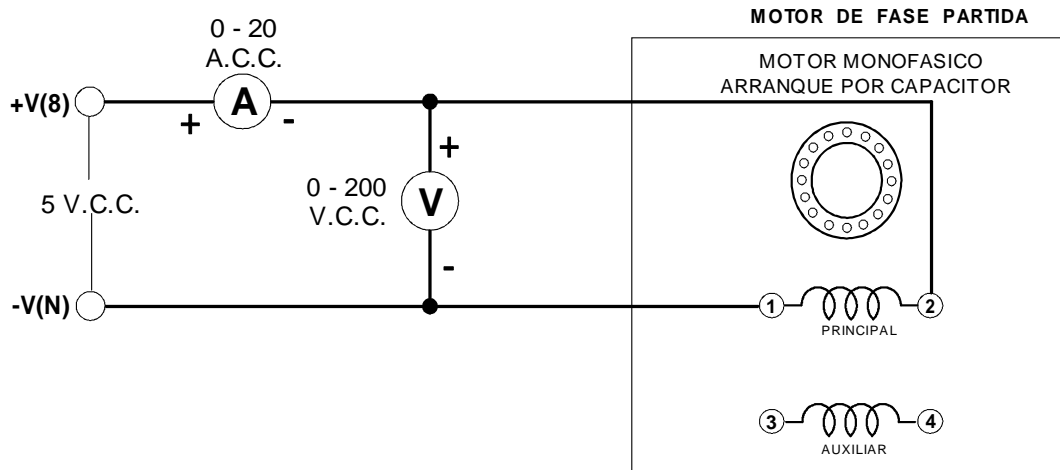 MOTOR DE FASE PARTIDA
0 - 20
A.C.C.
MOTOR MONOFASICO
ARRANQUE POR CAPACITOR
+V(8)
A
+
-
+
5 V.C.C.
0 - 200
V.C.C.
V
-
-V(N)
1
2
PRINCIPAL
3
4
AUXILIAR